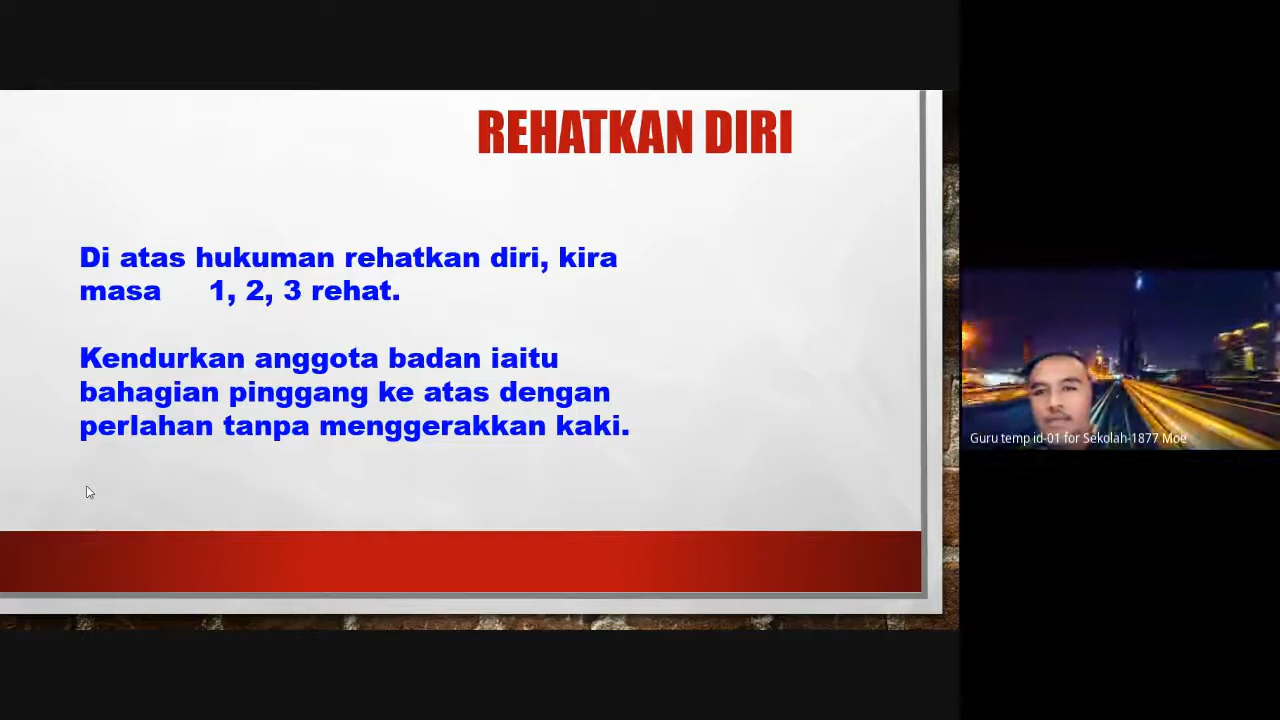 REHATKAN DIRI
Di atas hukuman rehatkan diri, kira
masa 1, 2, 3 rehat.
Kendurkan anggota badan iaitu
bahagian pinggang ke atas dengan
perlahan tanpa menggerakkan kaki.
Guru temp id-01 for Sekolah-1877 Moe